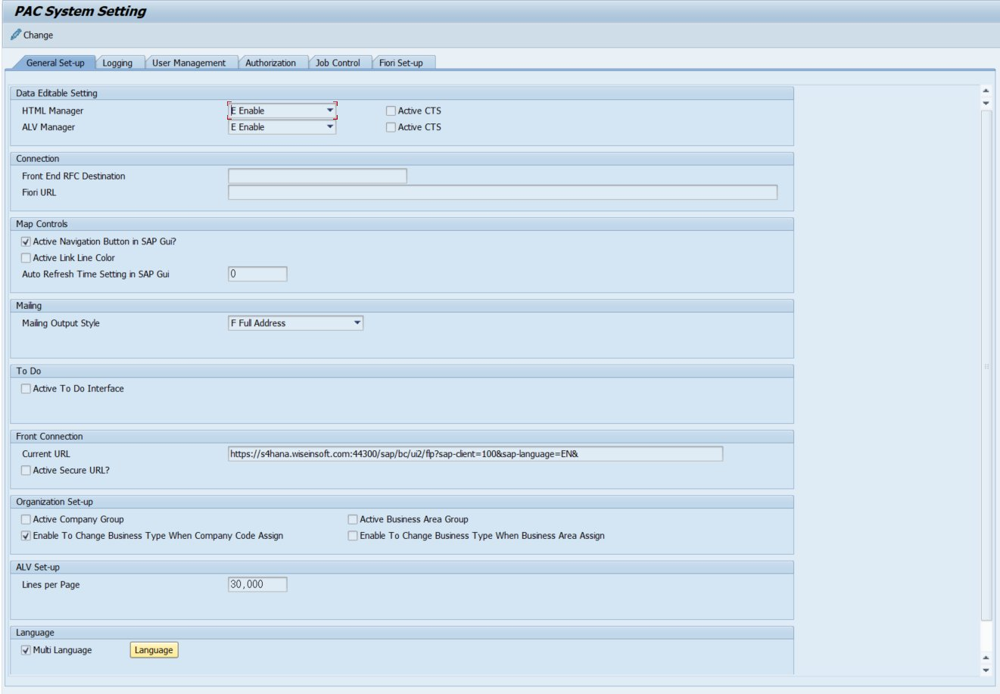 PAC System Setting
Change
General Set-up Logging User Management Authorization Job Control Fiori Set-up
Data Editable Setting
HTML Manager E Enable Active CTS
ALV Manager E Enable Active CTS
Connection
Front End RFC Destination
Fiori URL
Map Controls
Active Navigation Button in SAP Gui?
Active Link Line Color
Auto Refresh Time Setting in SAP Gui 0
Mailing
Mailing Output Style F Full Address
To Do
Active To Do Interface
Front Connection
Current URL https://s4hana.wiseinsoft.com:44300/sap/bc/ui2/flp?sap-client=100&sap-language=EN&
Active Secure URL?
Organization Set-up
Active Company Group Active Business Area Group
Enable To Change Business Type When Company Code Assign Enable To Change Business Type When Business Area Assign
ALV Set-up
Lines per Page 30,000
Language
Multi Language Language